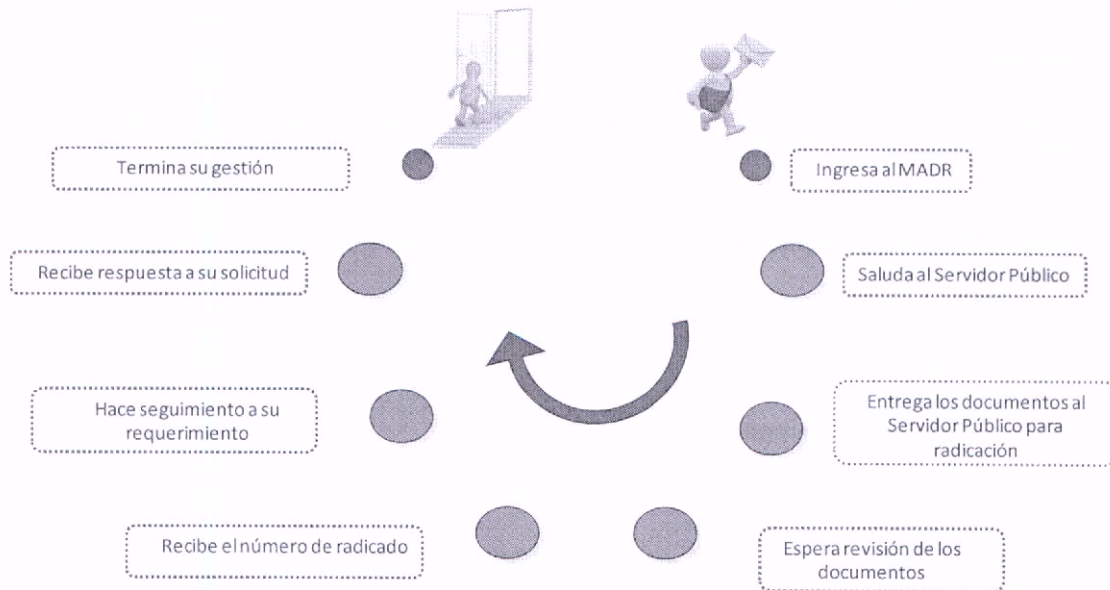 Termina su gestión
Ingresa al MADR
Recibe respuesta a su solicitud
Saluda al Servidor Público
Hace seguimiento a su
requerimiento
Entrega los documentos al
Servidor Público para
radicación
Recibe el número de radicado
Espera revisión de los
documentos